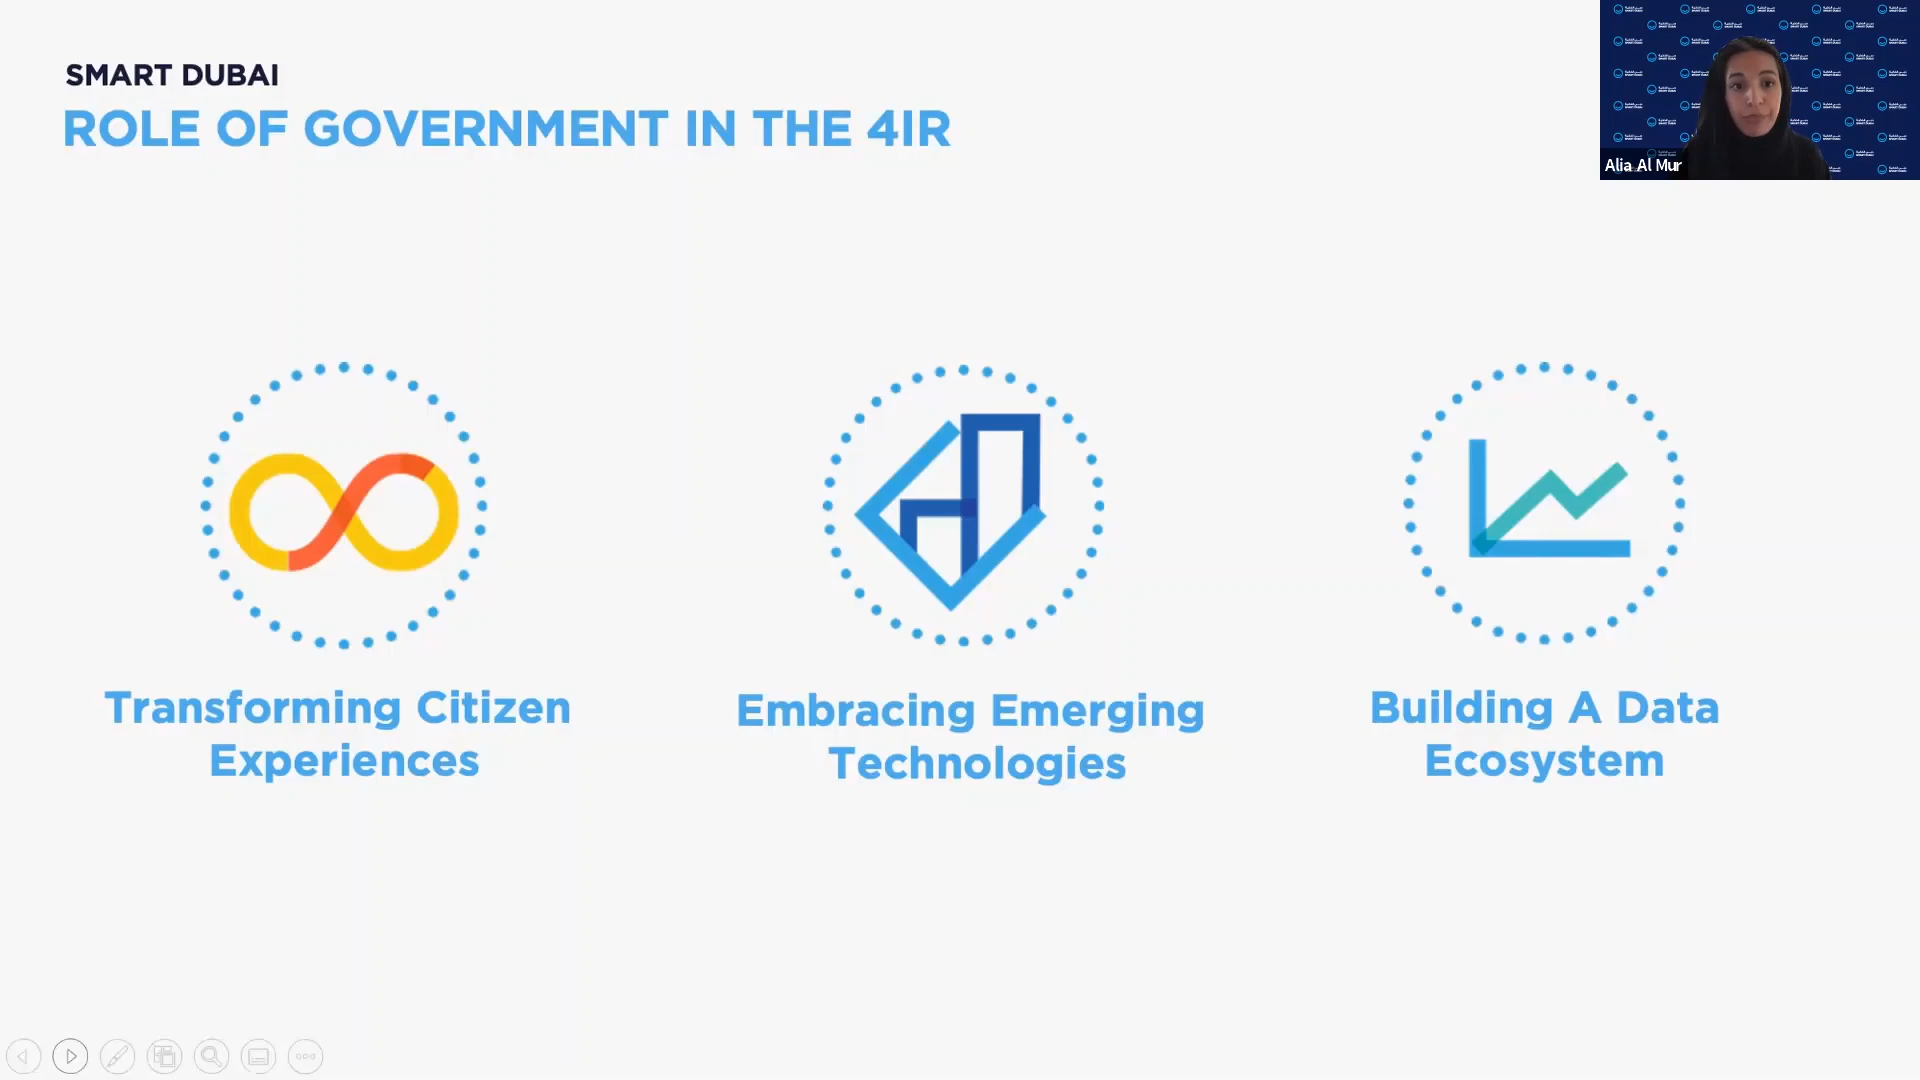 SMART DUBAI
ROLE OF GOVERNMENT IN THE 4IR
Alia Al Mur
Transforming Citizen
Experiences
Embracing Emerging
Technologies
Building A Data
Ecosystem